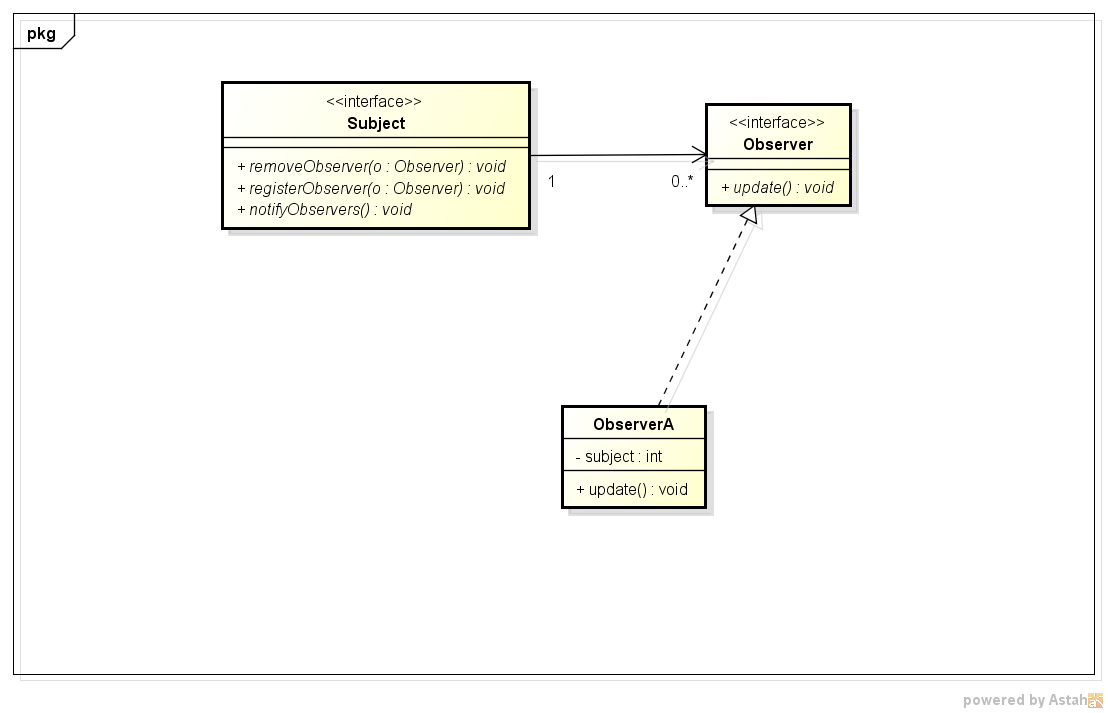 pkg
<<interface>>
Subject
+ removeObserver(o : Observer) : void
+ registerObserver(o : Observer) : void
+ notifyObservers() : void
1
0..*
<<interface>>
Observer
+ update() : void
ObserverA
- subject : int
+ update() : void
powered by Astah